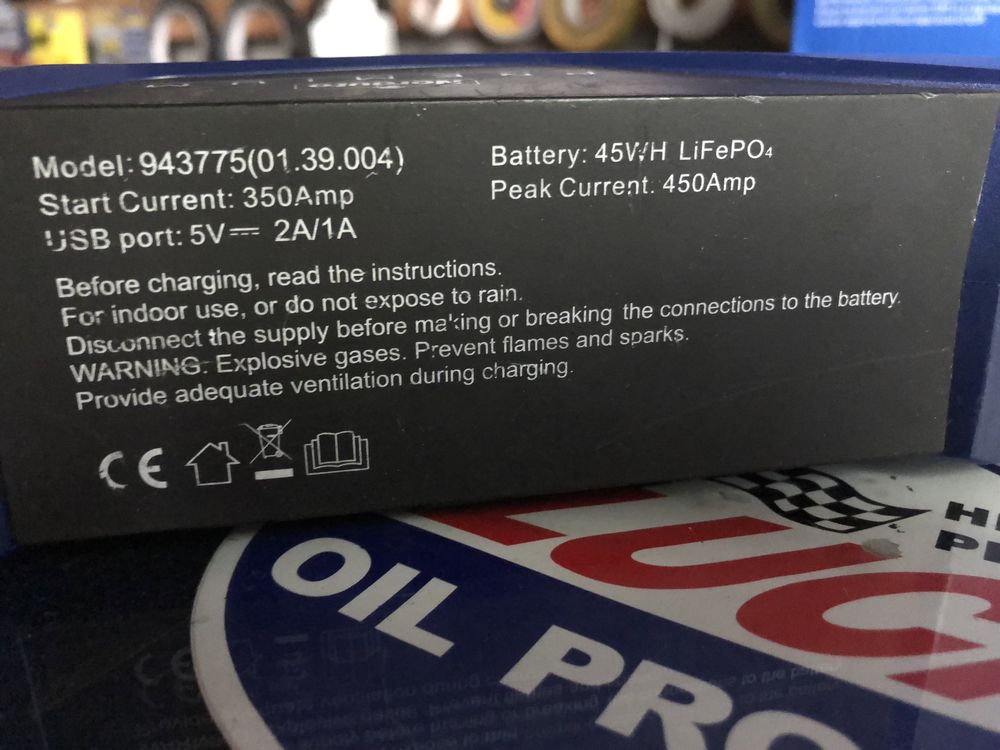 Model: 943775(01.39.004)
Start Current: 350Amp
USB port: 5V⎓ 2A/1A
Battery: 45WH LiFePO₄
Peak Current: 450Amp
Before charging, read the instructions.
For indoor use, or do not expose to rain.
Disconnect the supply before making or breaking the connections to the battery.
WARNING: Explosive gases. Prevent flames and sparks.
Provide adequate ventilation during charging.
CE
LUC
OIL PRO